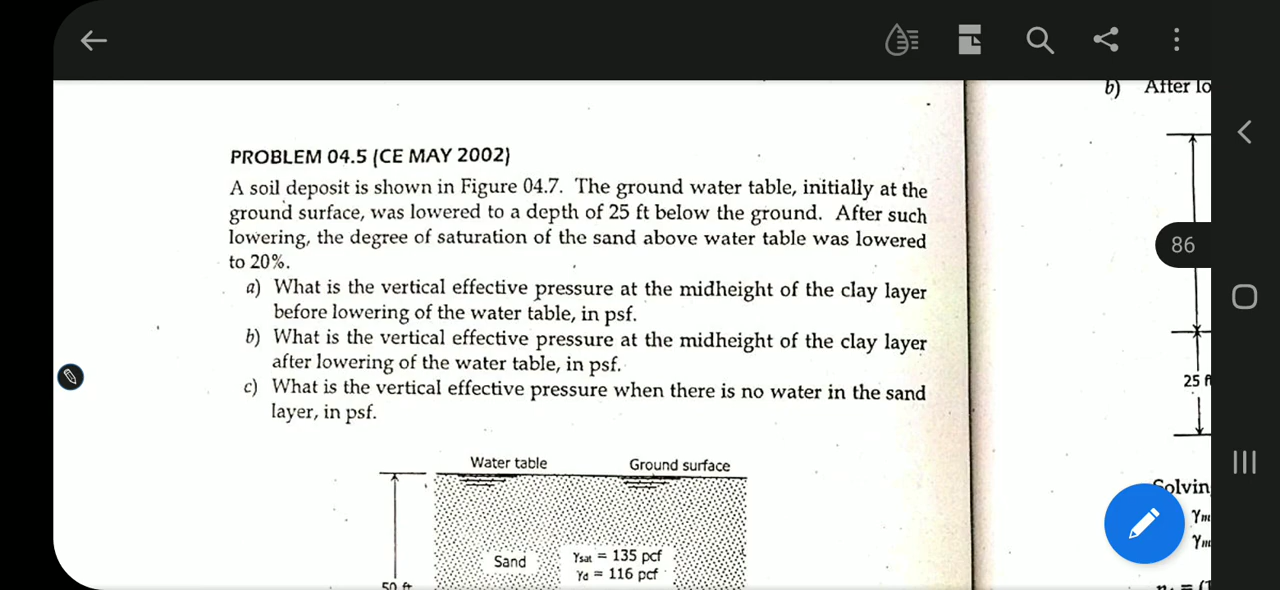 b) After lo
PROBLEM 04.5 (CE MAY 2002)
A soil deposit is shown in Figure 04.7. The ground water table, initially at the
ground surface, was lowered to a depth of 25 ft below the ground. After such
lowering, the degree of saturation of the sand above water table was lowered
to 20%.
a) What is the vertical effective pressure at the midheight of the clay layer
before lowering of the water table, in psf.
b) What is the vertical effective pressure at the midheight of the clay layer
after lowering of the water table, in psf.
c) What is the vertical effective pressure when there is no water in the sand
layer, in psf.
Water table Ground surface
Sand γsat = 135 pcf
γd = 116 pcf
50 ft
86
25 f
Solvin